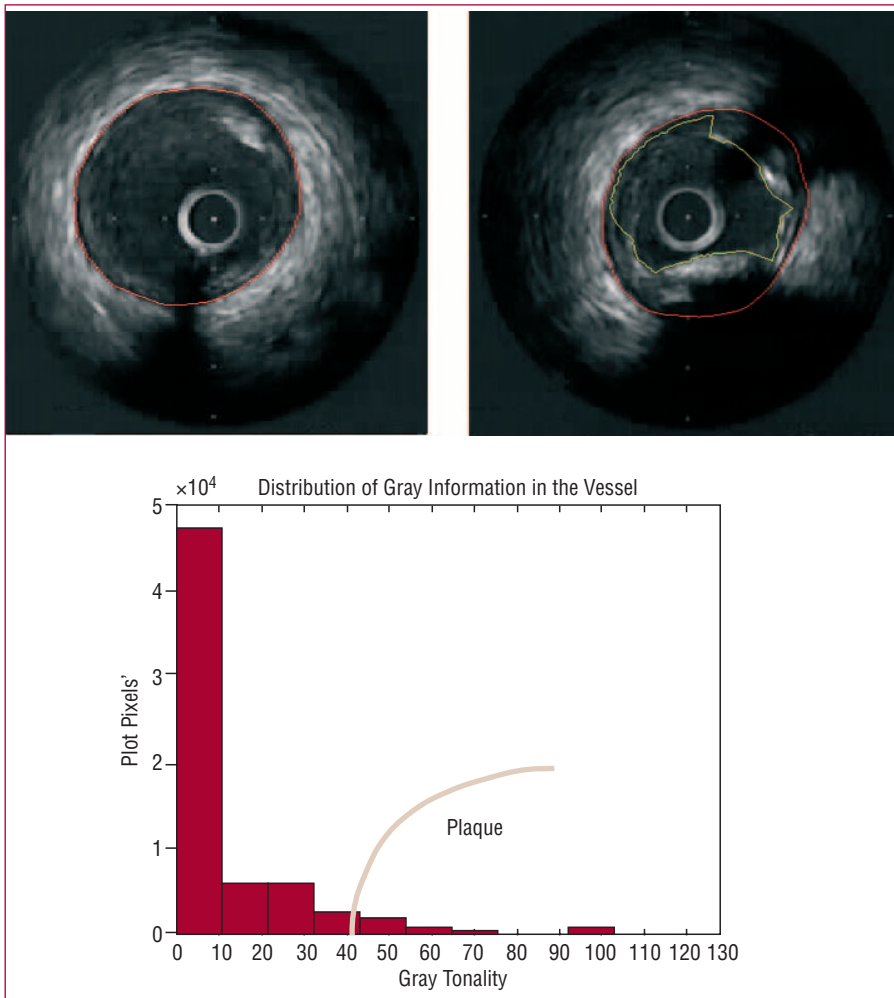 ×10⁴ Distribution of Gray Information in the Vessel
5
4
3
2
1
0
Plot Pixels'
Plaque
0 10 20 30 40 50 60 70 80 90 100 110 120 130
Gray Tonality